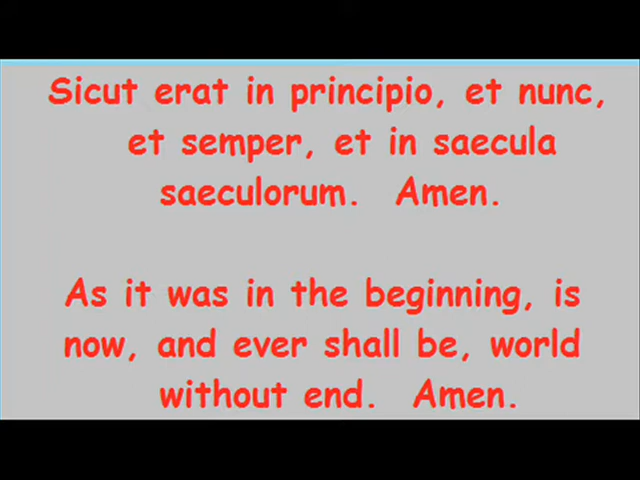 Sicut erat in principio, et nunc,
et semper, et in saecula
saeculorum. Amen.
As it was in the beginning, is
now, and ever shall be, world
without end. Amen.